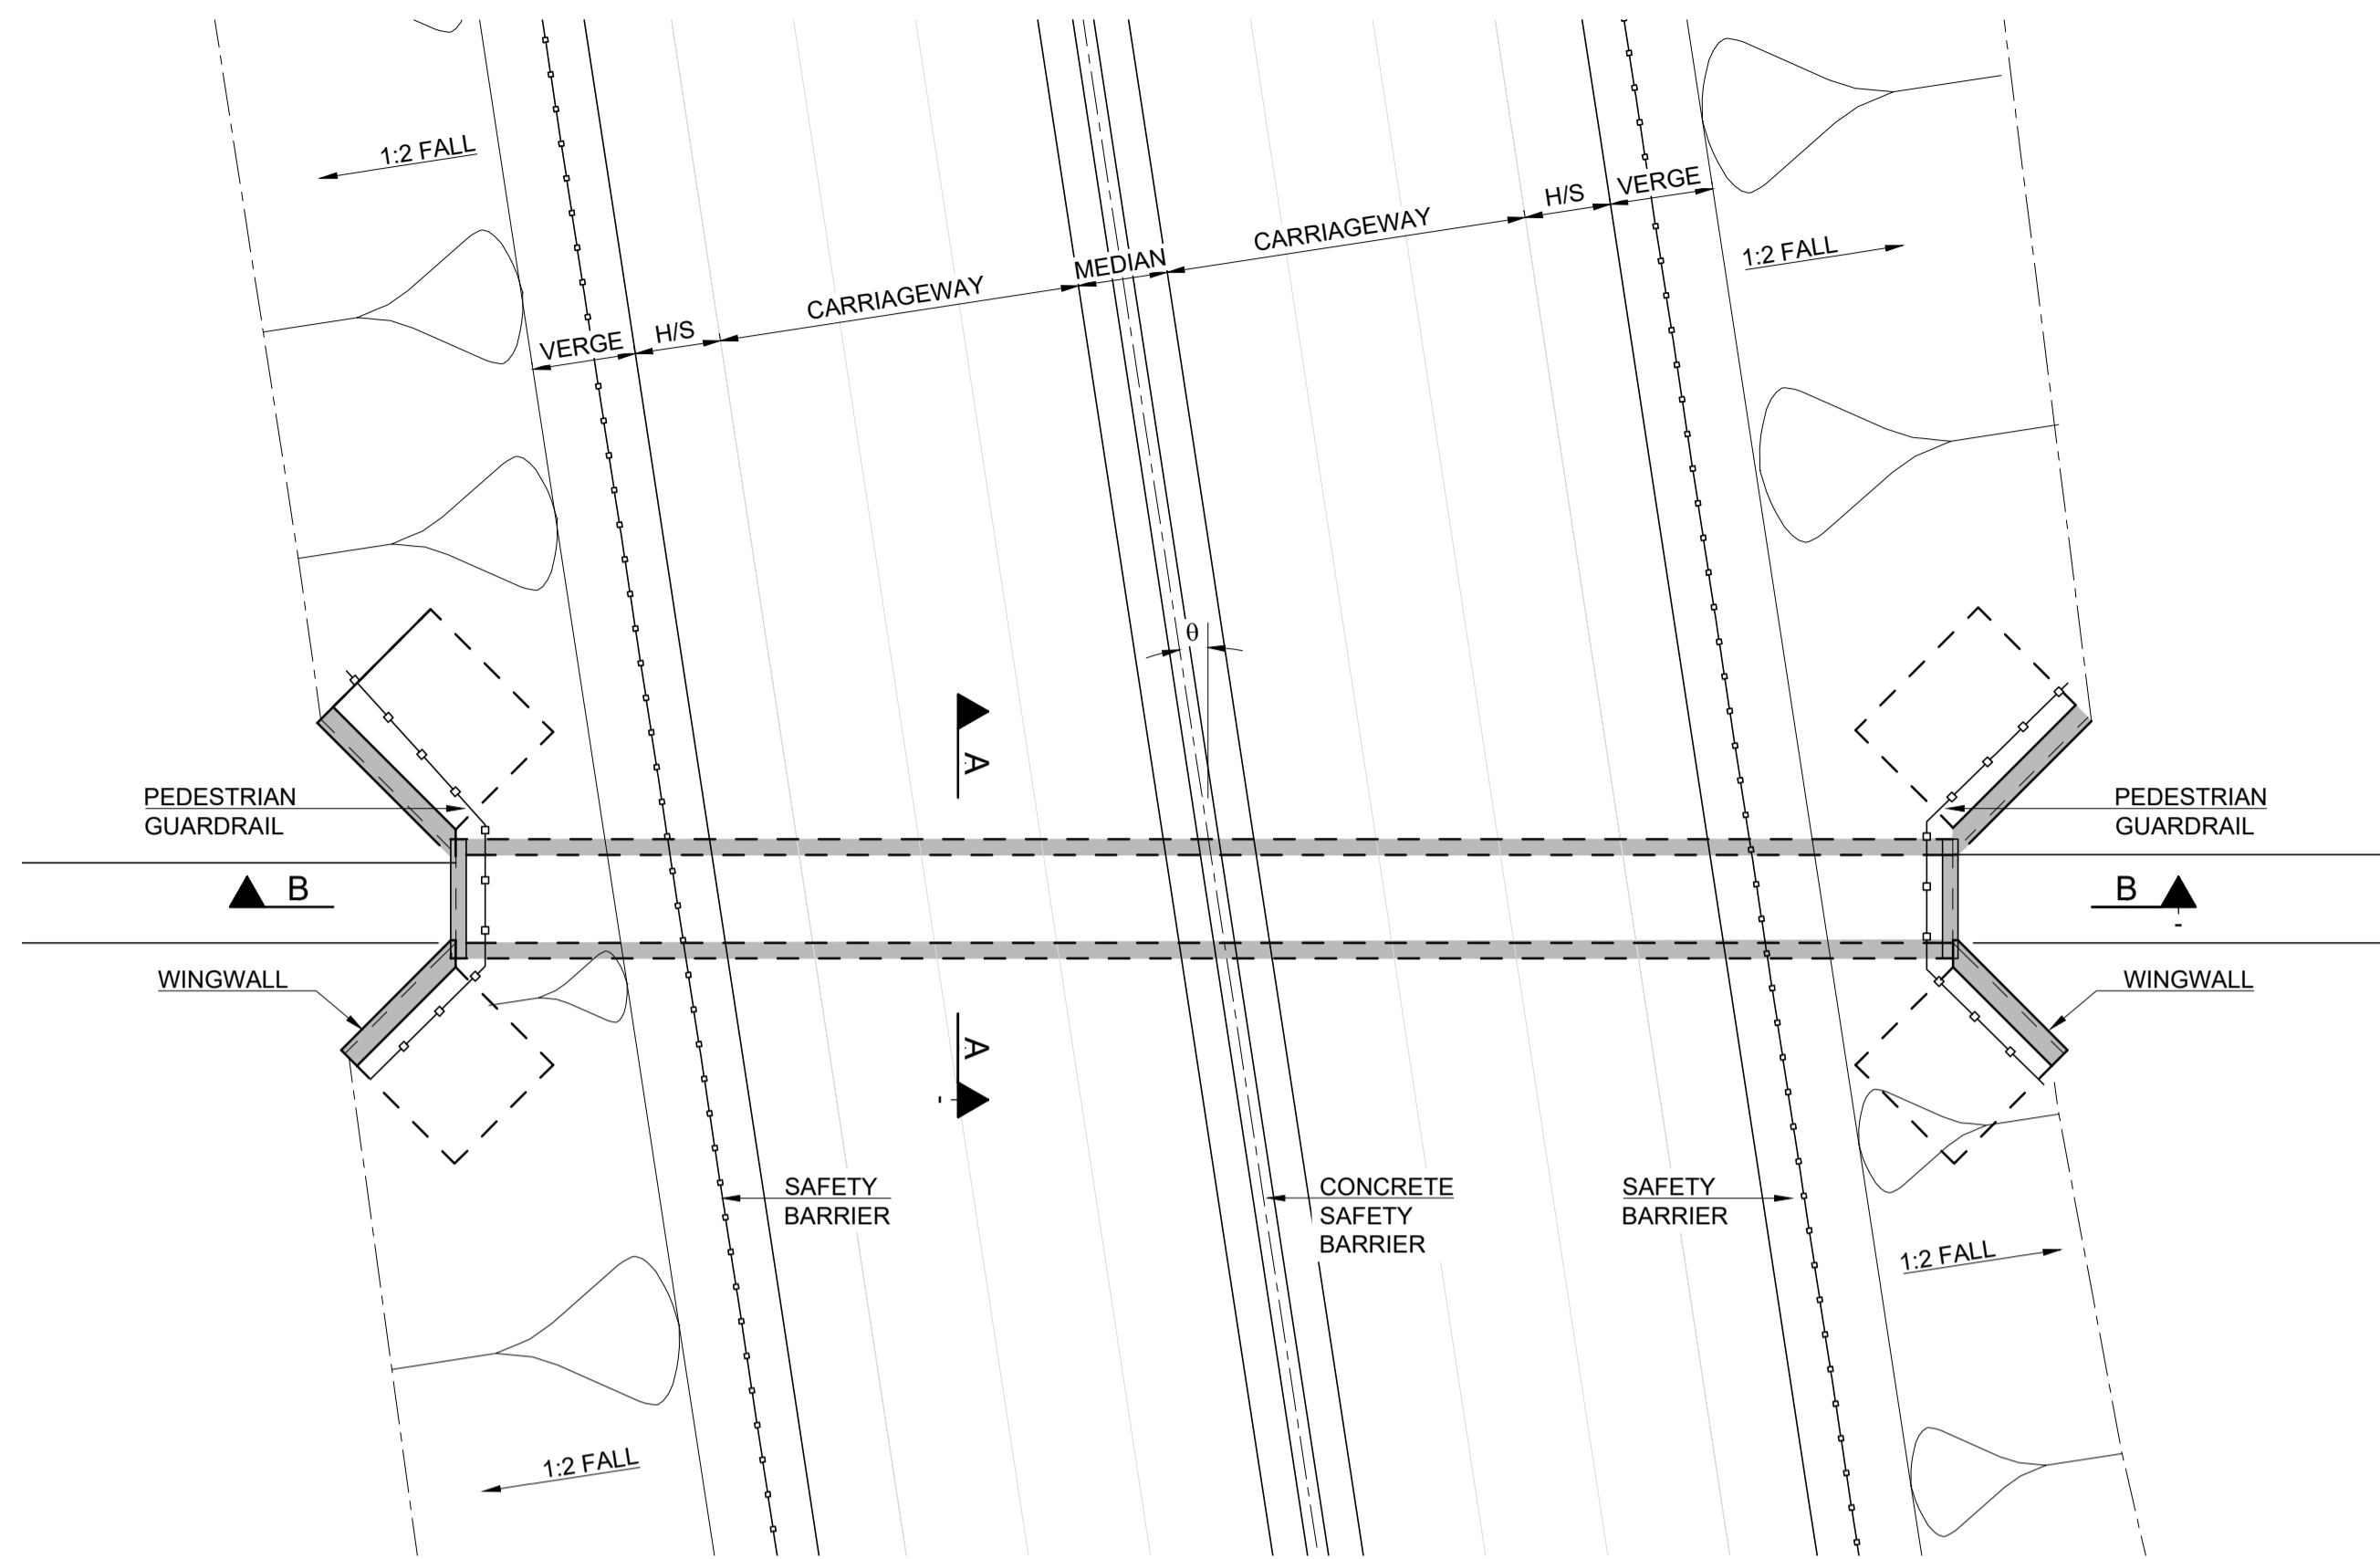 1:2 FALL
VERGE
H/S
CARRIAGEWAY
MEDIAN
CARRIAGEWAY
H/S
VERGE
1:2 FALL
θ
A
PEDESTRIAN
GUARDRAIL
PEDESTRIAN
GUARDRAIL
B
B
-
WINGWALL
WINGWALL
A
-
SAFETY
BARRIER
CONCRETE
SAFETY
BARRIER
SAFETY
BARRIER
1:2 FALL
1:2 FALL